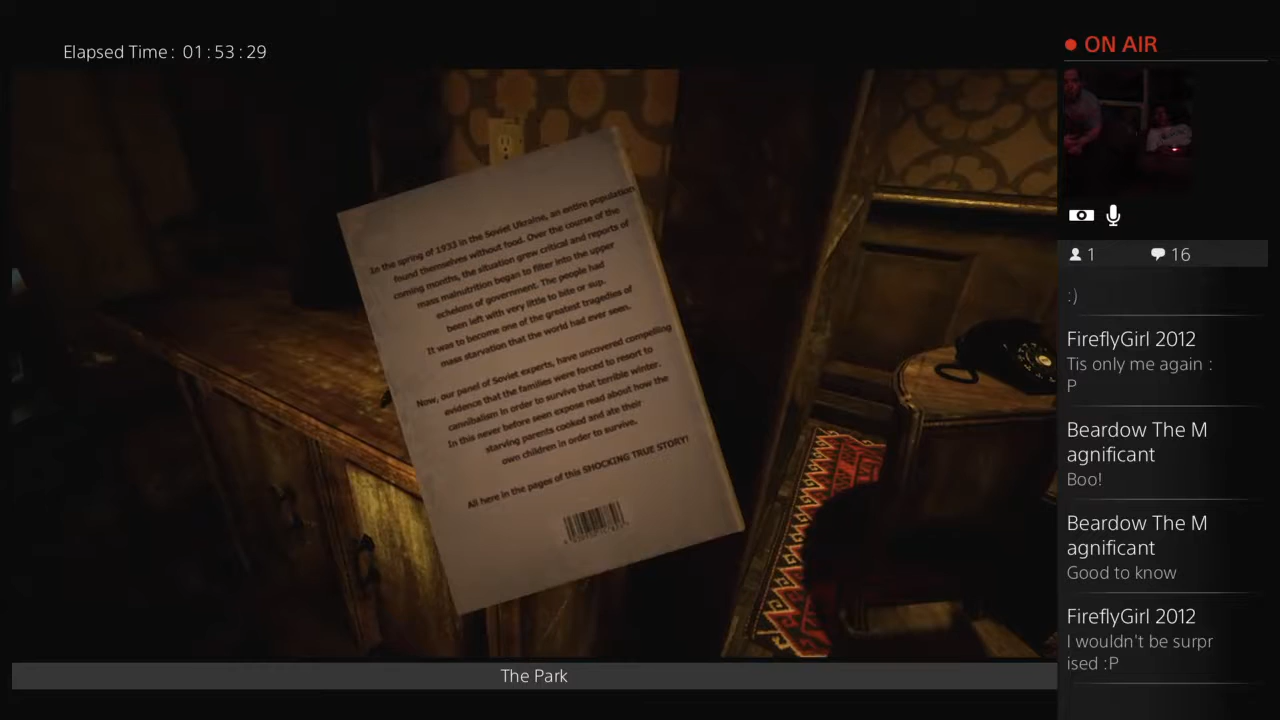 Elapsed Time: 01:53:29
ON AIR
In the spring of 1933 in the Soviet Ukraine, an entire population
found themselves without food. Over the course of the
coming months, the situation grew critical and reports of
mass malnutrition began to filter into the upper
echelons of government. The people had
been left with very little to bite or sup.
It was to become one of the greatest tragedies of
mass starvation that the world had ever seen.
Now, our panel of Soviet experts, have uncovered compelling
evidence that the families were forced to resort to
cannibalism in order to survive that terrible winter.
In this never before seen expose read about how the
starving parents cooked and ate their
own children in order to survive.
All here in the pages of this SHOCKING TRUE STORY!
The Park
1
16
:)
FireflyGirl 2012
Tis only me again :
P
Beardow The M
agnificant
Boo!
Beardow The M
agnificant
Good to know
FireflyGirl 2012
I wouldn't be surpr
ised :P